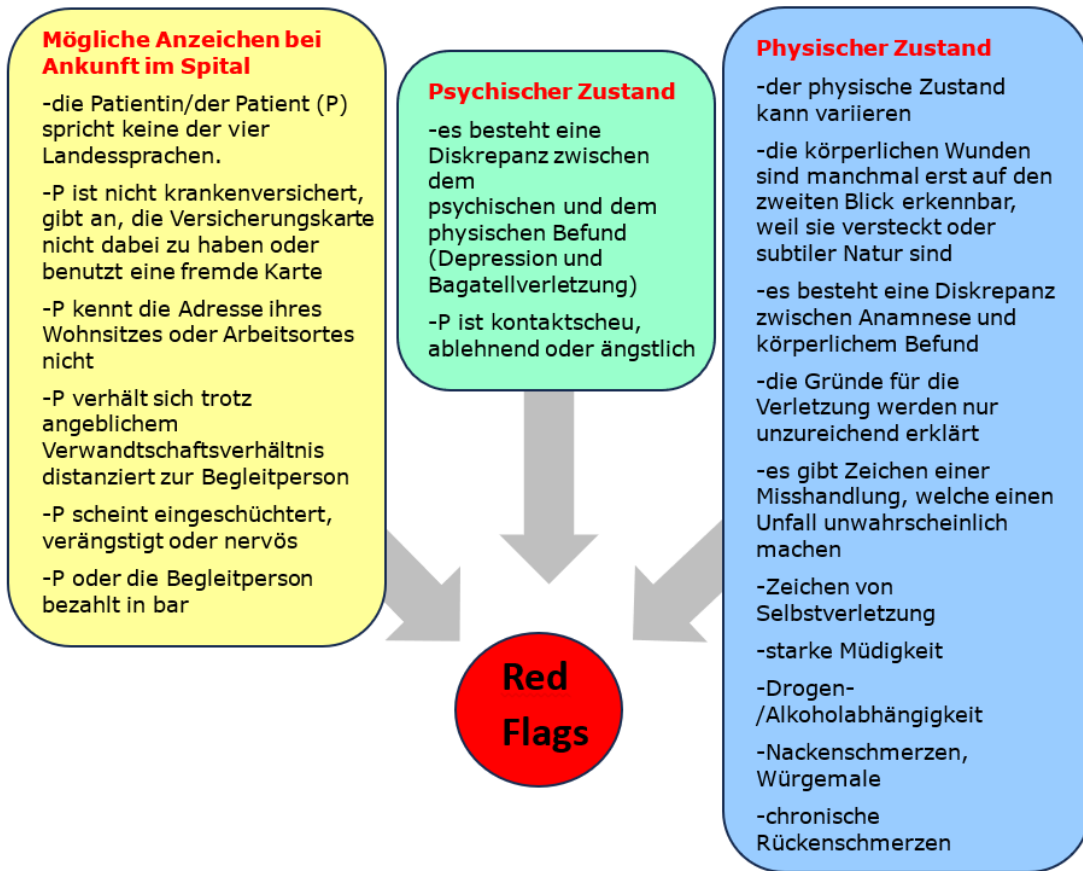 Mögliche Anzeichen bei
Ankunft im Spital
-die Patientin/der Patient (P)
spricht keine der vier
Landessprachen.
-P ist nicht krankenversichert,
gibt an, die Versicherungskarte
nicht dabei zu haben oder
benutzt eine fremde Karte
-P kennt die Adresse ihres
Wohnsitzes oder Arbeitsortes
nicht
-P verhält sich trotz
angeblichem
Verwandtschaftsverhältnis
distanziert zur Begleitperson
-P scheint eingeschüchtert,
verängstigt oder nervös
-P oder die Begleitperson
bezahlt in bar
Psychischer Zustand
-es besteht eine
Diskrepanz zwischen
dem
psychischen und dem
physischen Befund
(Depression und
Bagatellverletzung)
-P ist kontaktscheu,
ablehnend oder ängstlich
Physischer Zustand
-der physische Zustand
kann variieren
-die körperlichen Wunden
sind manchmal erst auf den
zweiten Blick erkennbar,
weil sie versteckt oder
subtiler Natur sind
-es besteht eine Diskrepanz
zwischen Anamnese und
körperlichem Befund
-die Gründe für die
Verletzung werden nur
unzureichend erklärt
-es gibt Zeichen einer
Misshandlung, welche einen
Unfall unwahrscheinlich
machen
-Zeichen von
Selbstverletzung
-starke Müdigkeit
-Drogen-
/Alkoholabhängigkeit
-Nackenschmerzen,
Würgemale
-chronische
Rückenschmerzen
Red
Flags